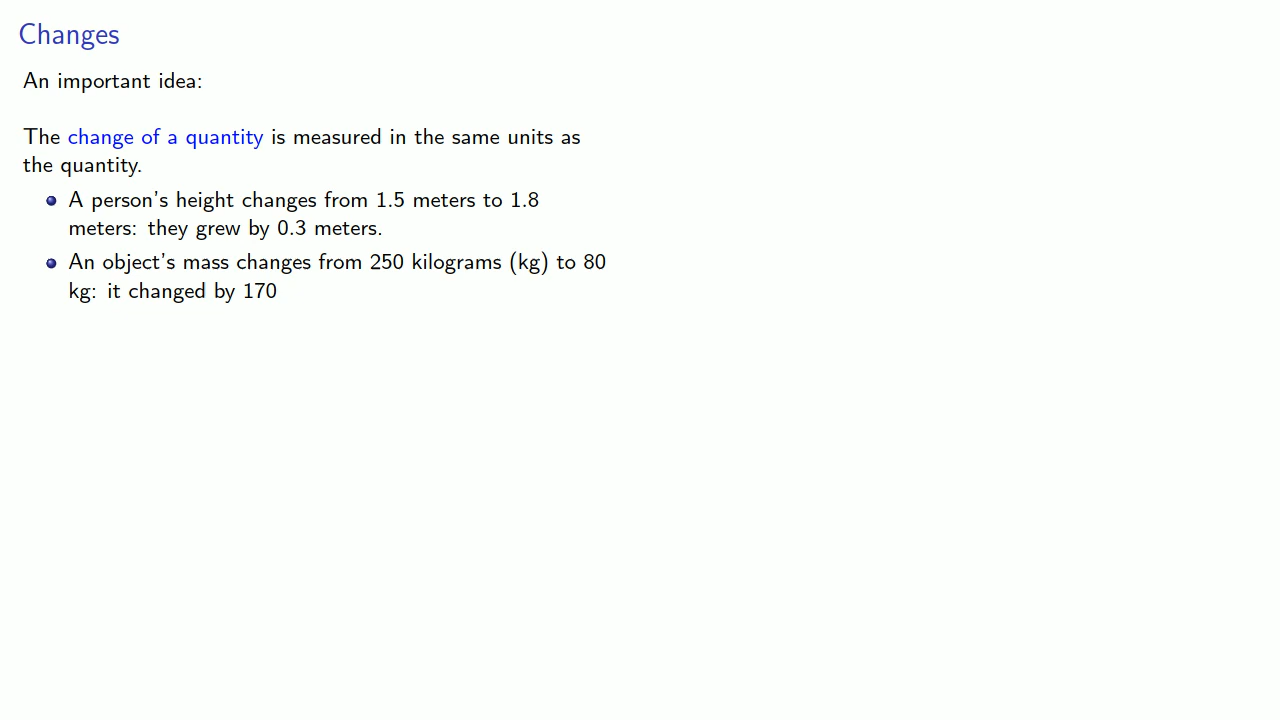 Changes
An important idea:
The change of a quantity is measured in the same units as
the quantity.
A person's height changes from 1.5 meters to 1.8
meters: they grew by 0.3 meters.
An object's mass changes from 250 kilograms (kg) to 80
kg: it changed by 170